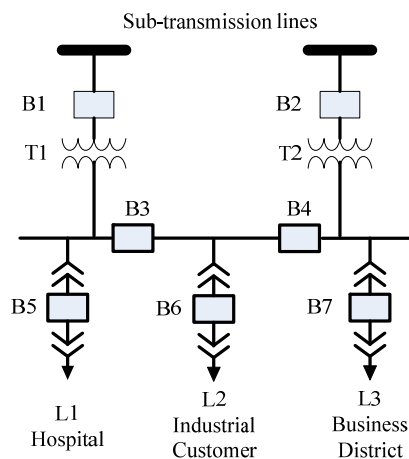 Sub-transmission lines
B1
B2
T1
T2
B3
B4
B5
B6
B7
L1
Hospital
L2
Industrial
Customer
L3
Business
District